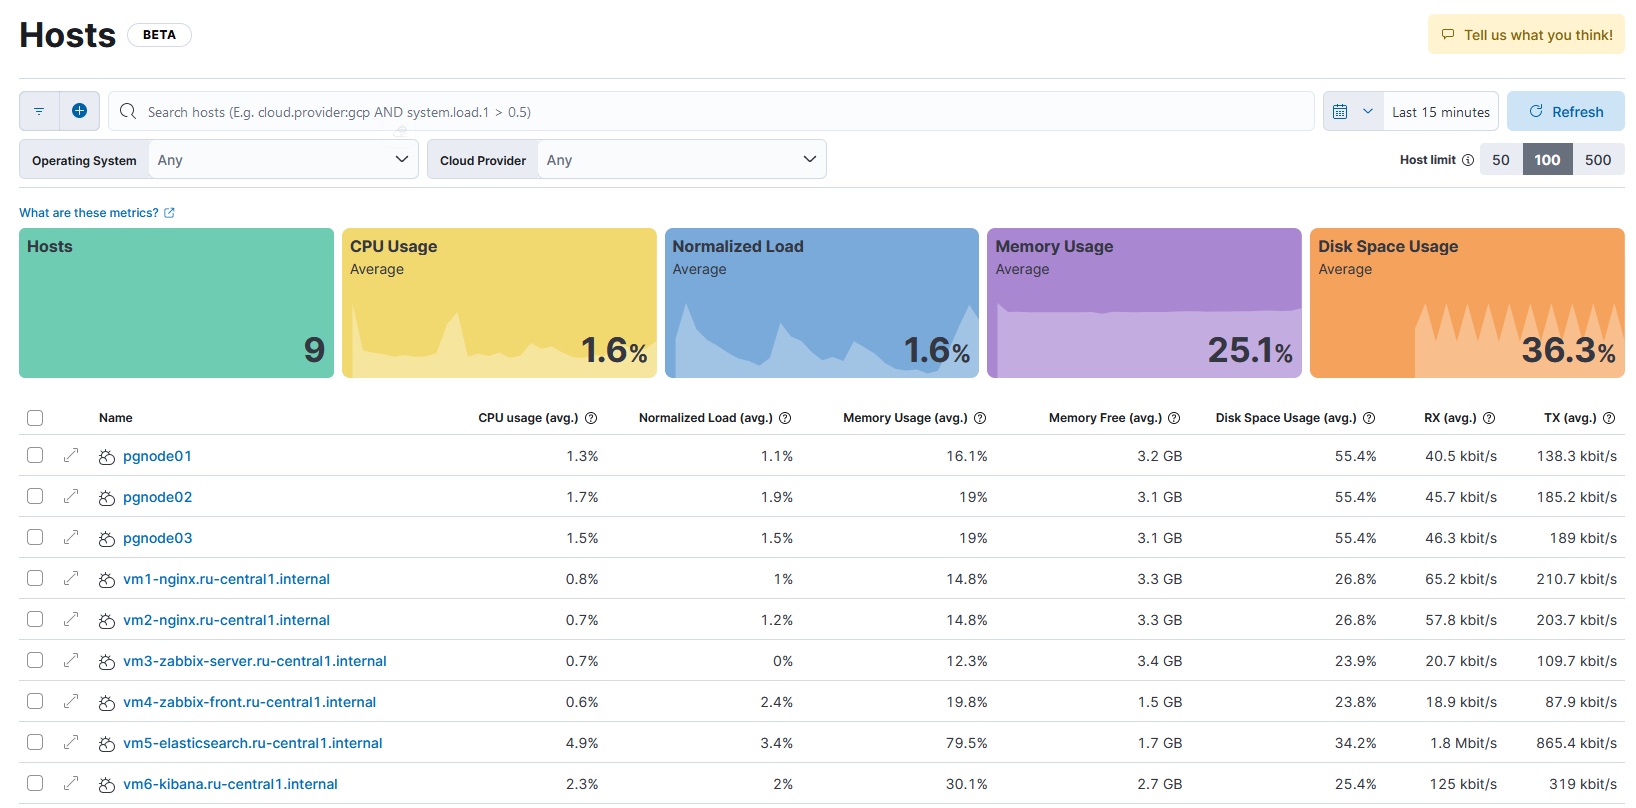 Hosts BETA Tell us what you think!
Search hosts (E.g. cloud.provider:gcp AND system.load.1 > 0.5) Last 15 minutes Refresh
Operating System Any Cloud Provider Any Host limit 50 100 500
What are these metrics?
Hosts CPU Usage Normalized Load Memory Usage Disk Space Usage
Average Average Average Average
9 1.6% 1.6% 25.1% 36.3%
Name CPU usage (avg.) Normalized Load (avg.) Memory Usage (avg.) Memory Free (avg.) Disk Space Usage (avg.) RX (avg.) TX (avg.)
pgnode01 1.3% 1.1% 16.1% 3.2 GB 55.4% 40.5 kbit/s 138.3 kbit/s
pgnode02 1.7% 1.9% 19% 3.1 GB 55.4% 45.7 kbit/s 185.2 kbit/s
pgnode03 1.5% 1.5% 19% 3.1 GB 55.4% 46.3 kbit/s 189 kbit/s
vm1-nginx.ru-central1.internal 0.8% 1% 14.8% 3.3 GB 26.8% 65.2 kbit/s 210.7 kbit/s
vm2-nginx.ru-central1.internal 0.7% 1.2% 14.8% 3.3 GB 26.8% 57.8 kbit/s 203.7 kbit/s
vm3-zabbix-server.ru-central1.internal 0.7% 0% 12.3% 3.4 GB 23.9% 20.7 kbit/s 109.7 kbit/s
vm4-zabbix-front.ru-central1.internal 0.6% 2.4% 19.8% 1.5 GB 23.8% 18.9 kbit/s 87.9 kbit/s
vm5-elasticsearch.ru-central1.internal 4.9% 3.4% 79.5% 1.7 GB 34.2% 1.8 Mbit/s 865.4 kbit/s
vm6-kibana.ru-central1.internal 2.3% 2% 30.1% 2.7 GB 25.4% 125 kbit/s 319 kbit/s